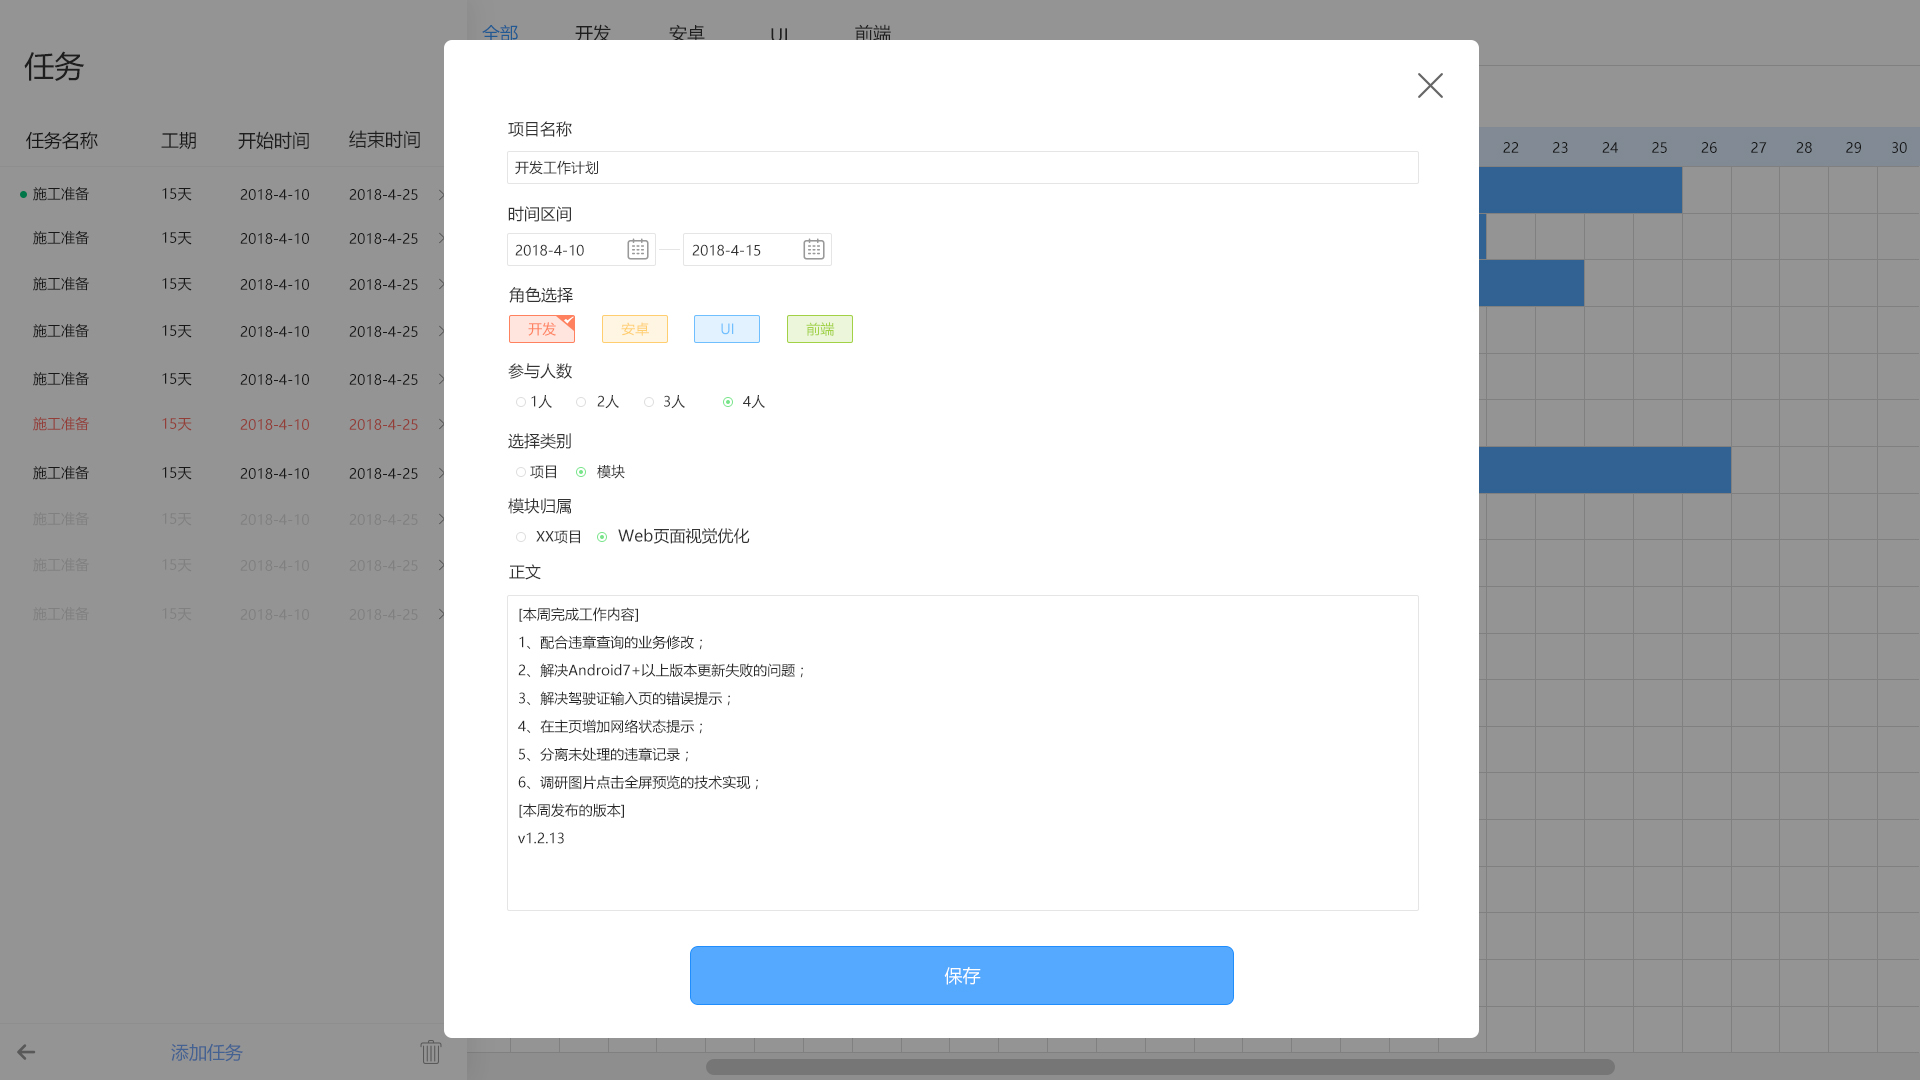 全部 开发 安卓 UI 前端
任务
任务名称 工期 开始时间 结束时间
施工准备 15天 2018-4-10 2018-4-25
施工准备 15天 2018-4-10 2018-4-25
施工准备 15天 2018-4-10 2018-4-25
施工准备 15天 2018-4-10 2018-4-25
施工准备 15天 2018-4-10 2018-4-25
施工准备 15天 2018-4-10 2018-4-25
施工准备 15天 2018-4-10 2018-4-25
施工准备 15天 2018-4-10 2018-4-25
施工准备 15天 2018-4-10 2018-4-25
施工准备 15天 2018-4-10 2018-4-25
添加任务
22 23 24 25 26 27 28 29 30
项目名称
开发工作计划
时间区间
2018-4-10 2018-4-15
角色选择
开发 安卓 UI 前端
参与人数
1人 2人 3人 4人
选择类别
项目 模块
模块归属
XX项目 Web页面视觉优化
正文
[本周完成工作内容]
1、配合违章查询的业务修改；
2、解决Android7+以上版本更新失败的问题；
3、解决驾驶证输入页的错误提示；
4、在主页增加网络状态提示；
5、分离未处理的违章记录；
6、调研图片点击全屏预览的技术实现；
[本周发布的版本]
v1.2.13
保存